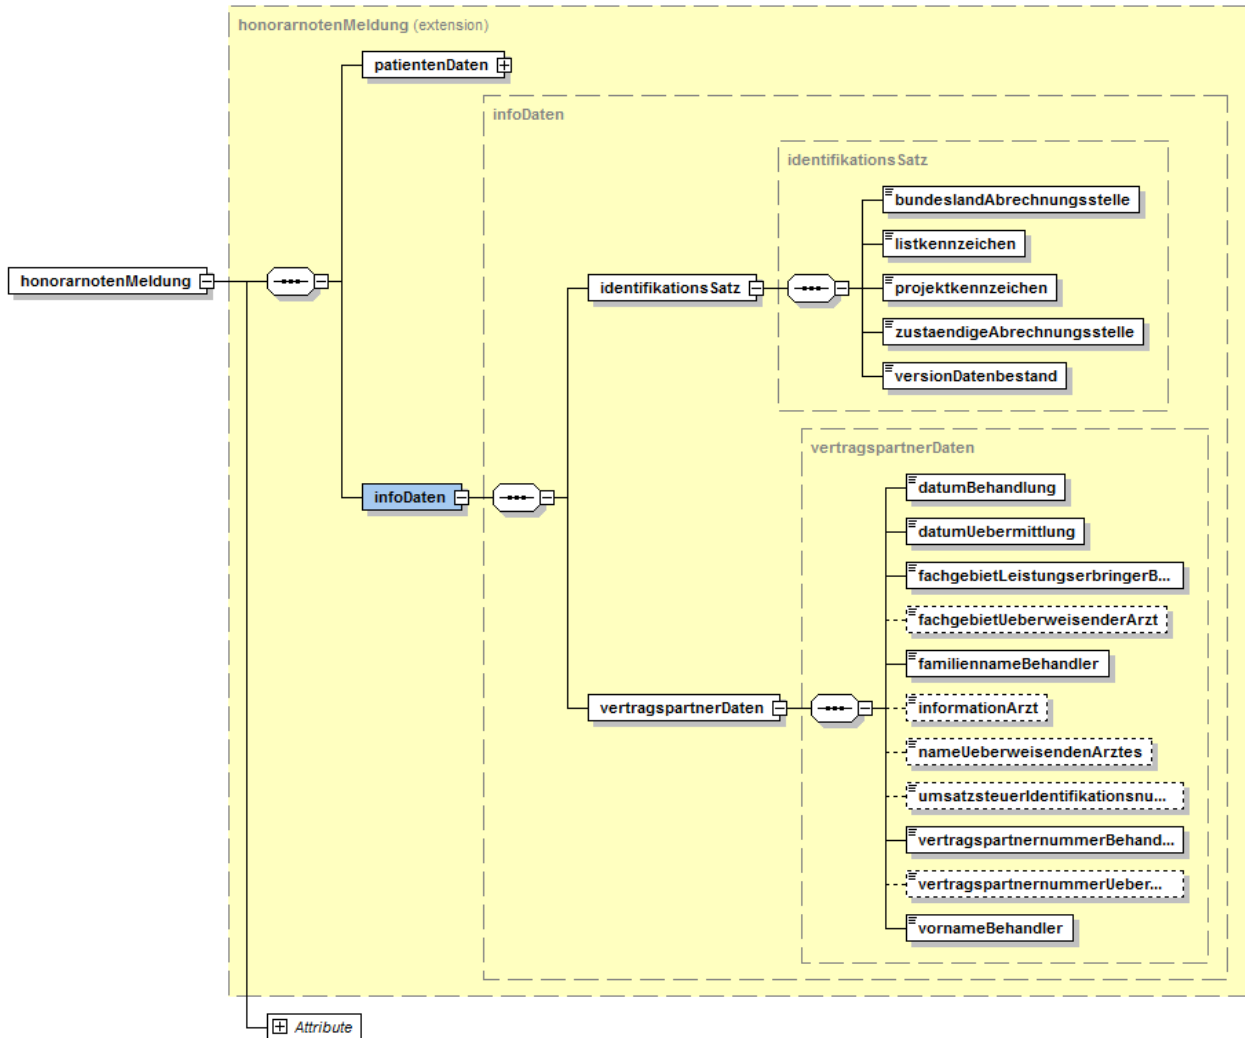 honorarnotenMeldung (extension)
patientenDaten
infoDaten
identifikationsSatz
bundeslandAbrechnungsstelle
listkennzeichen
honorarnotenMeldung
identifikationsSatz
projektkennzeichen
zustaendigeAbrechnungsstelle
versionDatenbestand
vertragspartnerDaten
infoDaten
datumBehandlung
datumUebermittlung
fachgebietLeistungserbringerB...
fachgebietUeberweisenderArzt
familiennameBehandler
vertragspartnerDaten
informationArzt
nameUeberweisendenArztes
umsatzsteuerIdentifikationsnu...
vertragspartnernummerBehand...
vertragspartnernummerUeber...
vornameBehandler
Attribute